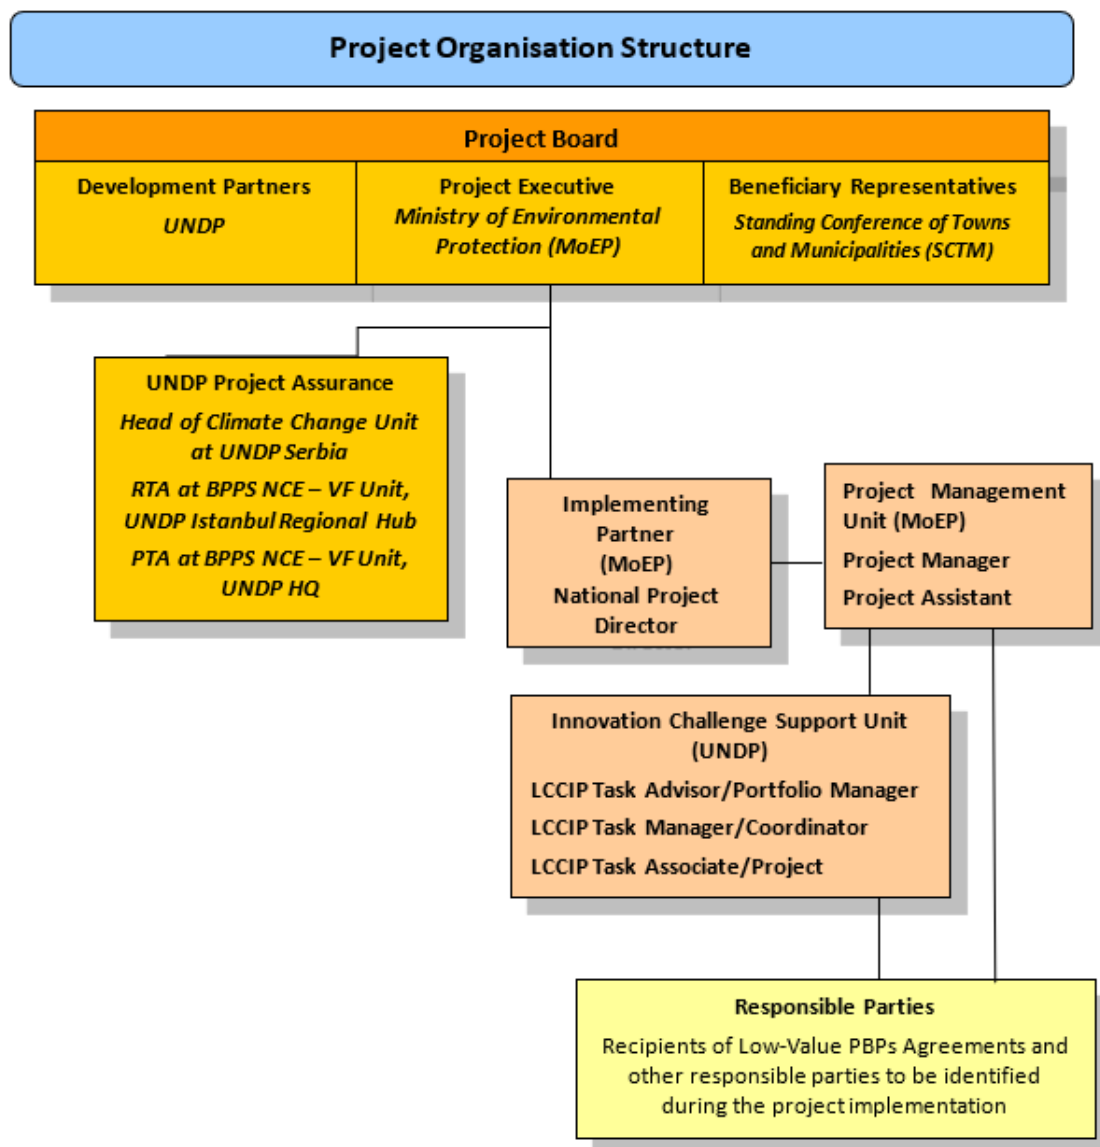 Project Organisation Structure
Project Board
Development Partners
UNDP
Project Executive
Ministry of Environmental
Protection (MoEP)
Beneficiary Representatives
Standing Conference of Towns
and Municipalities (SCTM)
UNDP Project Assurance
Head of Climate Change Unit
at UNDP Serbia
RTA at BPPS NCE – VF Unit,
UNDP Istanbul Regional Hub
PTA at BPPS NCE – VF Unit,
UNDP HQ
Implementing
Partner
(MoEP)
National Project
Director
Project Management
Unit (MoEP)
Project Manager
Project Assistant
Innovation Challenge Support Unit
(UNDP)
LCCIP Task Advisor/Portfolio Manager
LCCIP Task Manager/Coordinator
LCCIP Task Associate/Project
Responsible Parties
Recipients of Low-Value PBPs Agreements and
other responsible parties to be identified
during the project implementation